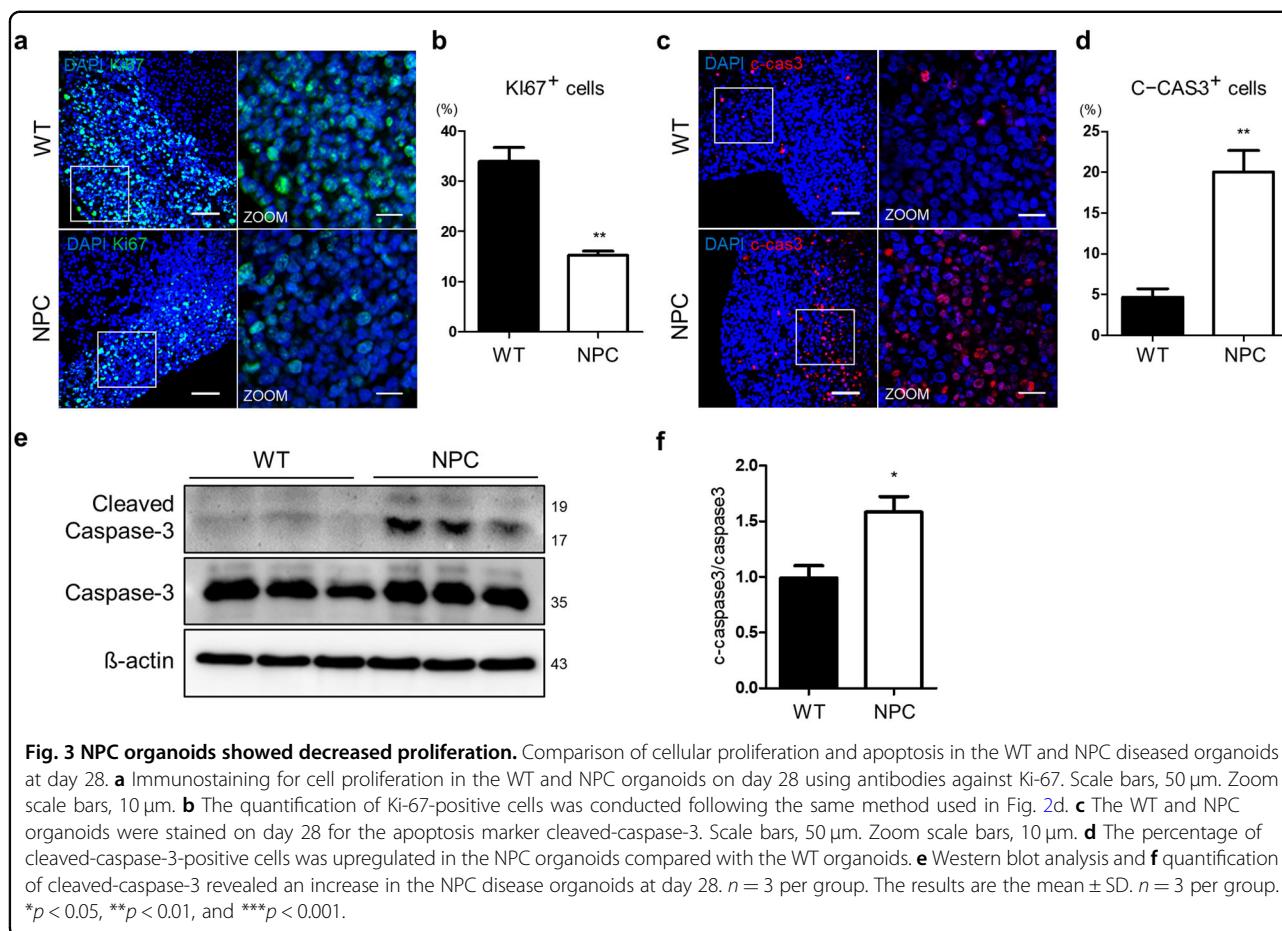 a
DAPI Ki67
WT
ZOOM
DAPI Ki67
NPC
ZOOM
b
KI67⁺ cells
(%)
40
30
20
10
0
**
WT NPC
c
DAPI c-cas3
WT
ZOOM
DAPI c-cas3
NPC
ZOOM
d
C-CAS3⁺ cells
(%)
25
20
15
10
5
0
**
WT NPC
e
WT NPC
Cleaved
Caspase-3
19
17
Caspase-3
35
ß-actin
43
f
c-caspase3/caspase3
2.0
1.5
1.0
0.5
0.0
*
WT NPC
Fig. 3 NPC organoids showed decreased proliferation. Comparison of cellular proliferation and apoptosis in the WT and NPC diseased organoids
at day 28. a Immunostaining for cell proliferation in the WT and NPC organoids on day 28 using antibodies against Ki-67. Scale bars, 50 µm. Zoom
scale bars, 10 µm. b The quantification of Ki-67-positive cells was conducted following the same method used in Fig. 2d. c The WT and NPC
organoids were stained on day 28 for the apoptosis marker cleaved-caspase-3. Scale bars, 50 µm. Zoom scale bars, 10 µm. d The percentage of
cleaved-caspase-3-positive cells was upregulated in the NPC organoids compared with the WT organoids. e Western blot analysis and f quantification
of cleaved-caspase-3 revealed an increase in the NPC disease organoids at day 28. n = 3 per group. The results are the mean ± SD. n = 3 per group.
*p < 0.05, **p < 0.01, and ***p < 0.001.